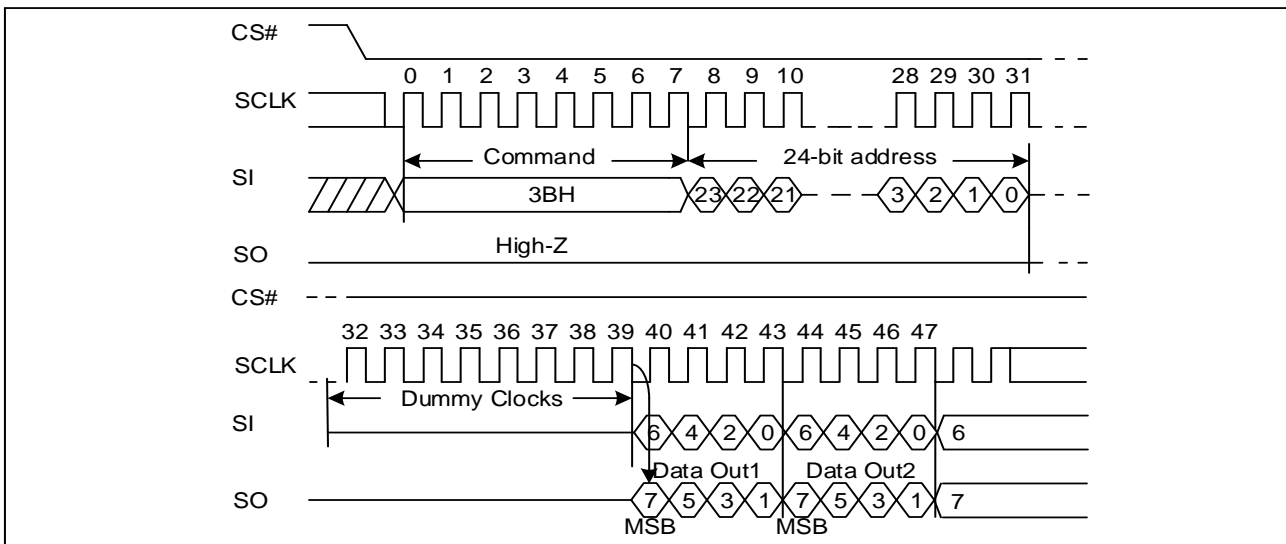 CS#
0 1 2 3 4 5 6 7 8 9 10 28 29 30 31
SCLK
Command 24-bit address
SI
3BH 23 22 21 3 2 1 0
High-Z
SO
CS#
32 33 34 35 36 37 38 39 40 41 42 43 44 45 46 47
SCLK
Dummy Clocks
SI
6 4 2 0 6 4 2 0 6
Data Out1 Data Out2
SO
7 5 3 1 7 5 3 1 7
MSB MSB